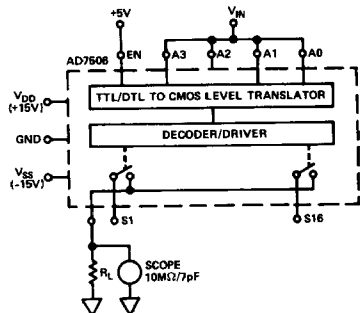 +5V
VIN
AD7506
EN
A3
A2
A1
A0
VDD
(+15V)
TTL/DTL TO CMOS LEVEL TRANSLATOR
GND
DECODER/DRIVER
VSS
(-15V)
S1
S16
RL
SCOPE
10MΩ/7pF